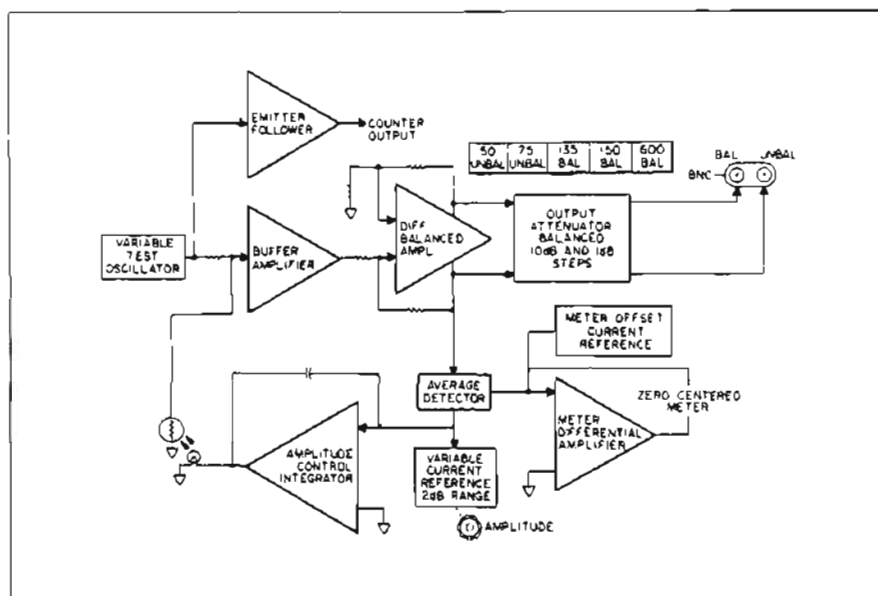 EMITTER
FOLLOWER
COUNTER
OUTPUT
50
UNBAL
75
UNBAL
135
BAL
150
BAL
600
BAL
BAL
UNBAL
BNC
VARIABLE
TEST
OSCILLATOR
BUFFER
AMPLIFIER
DIFF
BALANCED
AMPL
OUTPUT
ATTENUATOR
BALANCED
10dB AND 1dB
STEPS
METER OFFSET
CURRENT
REFERENCE
AVERAGE
DETECTOR
METER
DIFFERENTIAL
AMPLIFIER
ZERO CENTERED
METER
AMPLITUDE
CONTROL
INTEGRATOR
VARIABLE
CURRENT
REFERENCE
2dB RANGE
AMPLITUDE